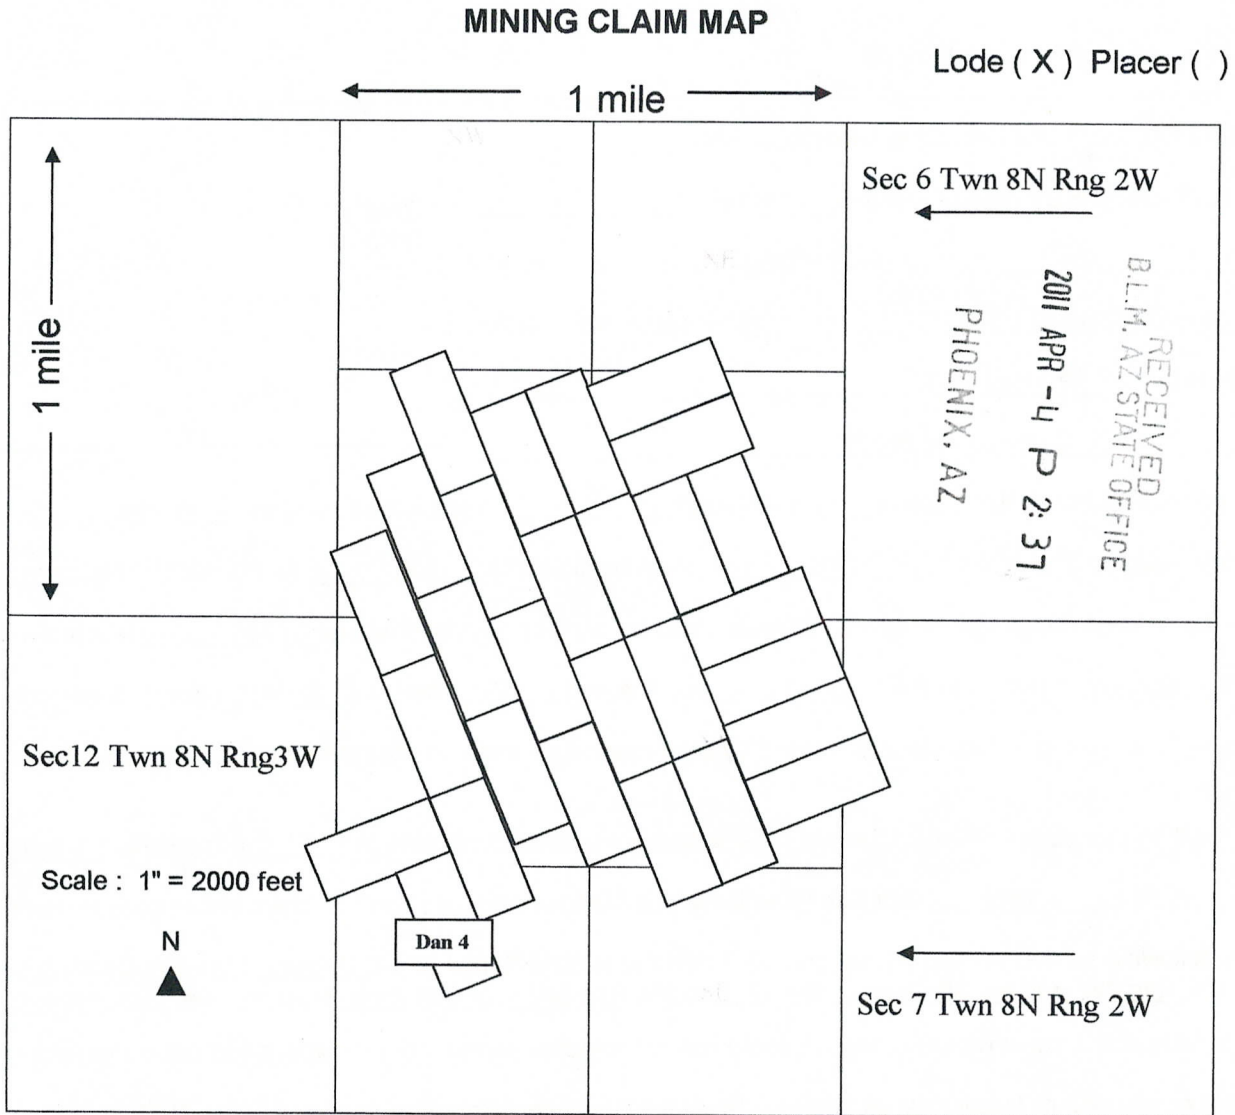 MINING CLAIM MAP
Lode ( X ) Placer ( )
1 mile
Sec 6 Twn 8N Rng 2W
1 mile
RECEIVED
B.L.M. AZ STATE OFFICE
2011 APR -4 P 2:37
PHOENIX, AZ
Sec12 Twn 8N Rng3W
Scale : 1" = 2000 feet
N
Dan 4
Sec 7 Twn 8N Rng 2W